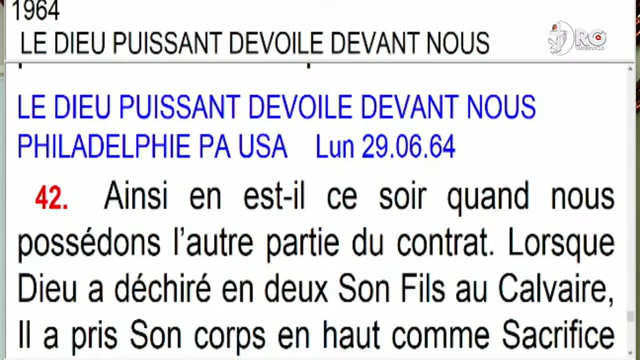 1964
LE DIEU PUISSANT DEVOILE DEVANT NOUS
LE DIEU PUISSANT DEVOILE DEVANT NOUS
PHILADELPHIE PA USA Lun 29.06.64
42. Ainsi en est-il ce soir quand nous
possédons l’autre partie du contrat. Lorsque
Dieu a déchiré en deux Son Fils au Calvaire,
Il a pris Son corps en haut comme Sacrifice